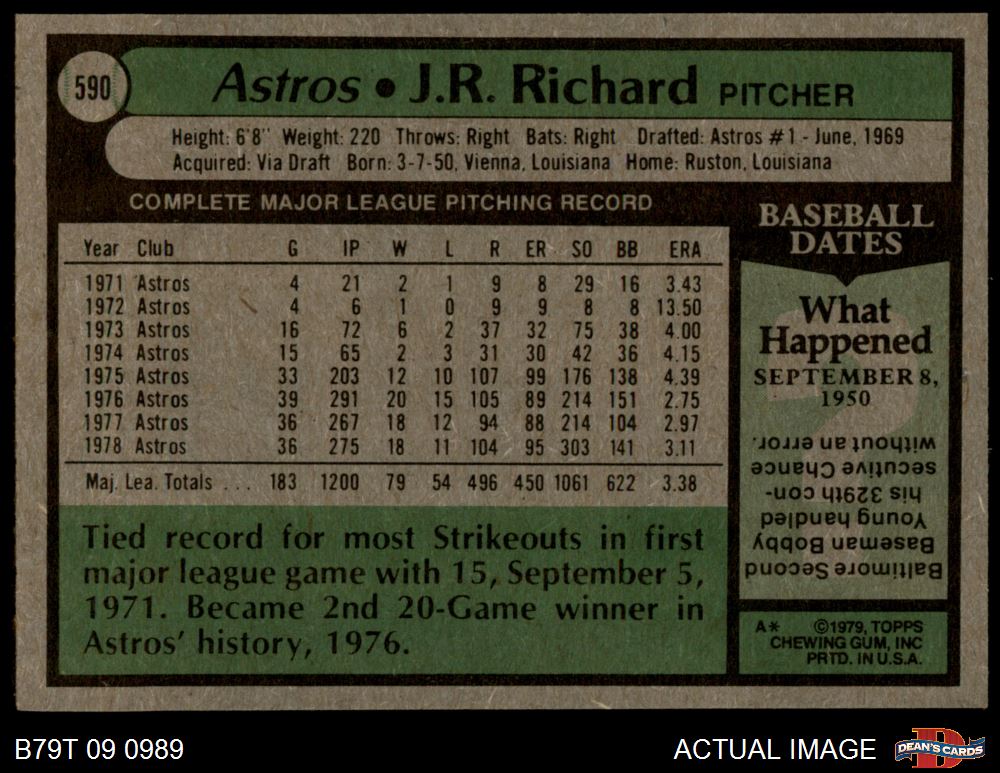 590
Astros • J.R. Richard PITCHER
Height: 6'8" Weight: 220 Throws: Right Bats: Right Drafted: Astros #1 - June, 1969
Acquired: Via Draft Born: 3-7-50, Vienna, Louisiana Home: Ruston, Louisiana
COMPLETE MAJOR LEAGUE PITCHING RECORD
Year Club G IP W L R ER SO BB ERA
1971 Astros 4 21 2 1 9 8 29 16 3.43
1972 Astros 4 6 1 0 9 9 8 8 13.50
1973 Astros 16 72 6 2 37 32 75 38 4.00
1974 Astros 15 65 2 3 31 30 42 36 4.15
1975 Astros 33 203 12 10 107 99 176 138 4.39
1976 Astros 39 291 20 15 105 89 214 151 2.75
1977 Astros 36 267 18 12 94 88 214 104 2.97
1978 Astros 36 275 18 11 104 95 303 141 3.11
Maj. Lea. Totals ... 183 1200 79 54 496 450 1061 622 3.38
Tied record for most Strikeouts in first
major league game with 15, September 5,
1971. Became 2nd 20-Game winner in
Astros' history, 1976.
BASEBALL
DATES
What
Happened
SEPTEMBER 8,
1950
Baltimore Second
Baseman Bobby
Young handled
his 329th con-
secutive Chance
without an error.
A* ©1979, TOPPS
CHEWING GUM, INC
PRTD. IN U.S.A.
B79T 09 0989
ACTUAL IMAGE
D
DEAN'S CARDS